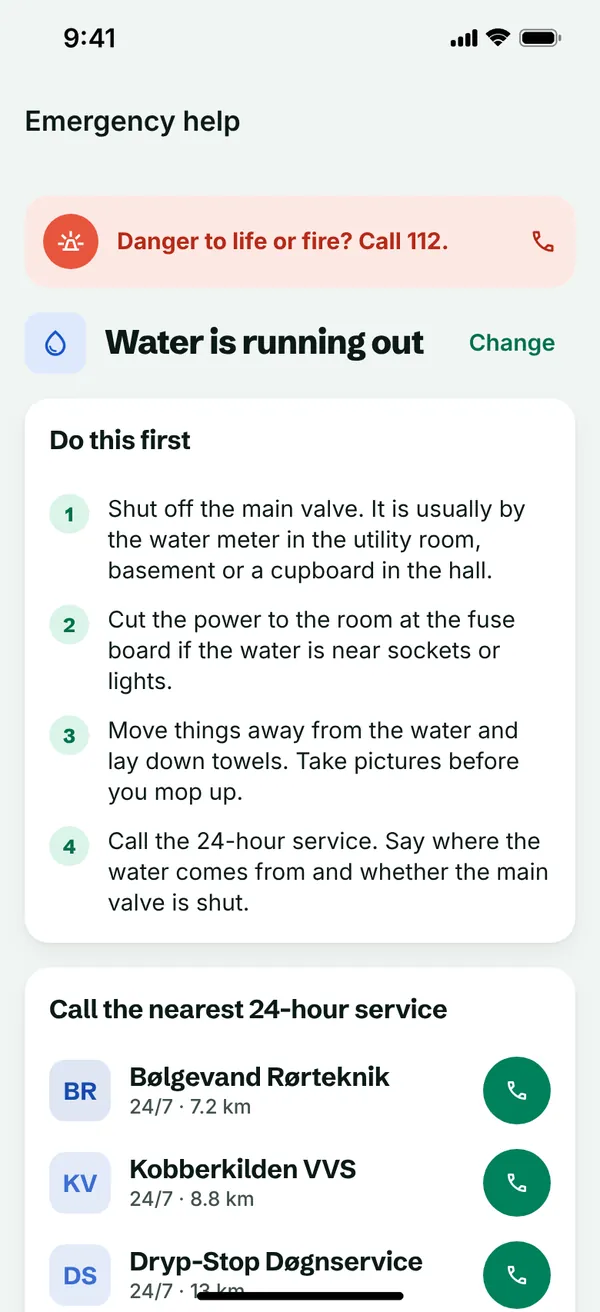 9:41
Emergency help
Danger to life or fire? Call 112.
Water is running out
Change
Do this first
1
Shut off the main valve. It is usually by
the water meter in the utility room,
basement or a cupboard in the hall.
2
Cut the power to the room at the fuse
board if the water is near sockets or
lights.
3
Move things away from the water and
lay down towels. Take pictures before
you mop up.
4
Call the 24-hour service. Say where the
water comes from and whether the main
valve is shut.
Call the nearest 24-hour service
BR
Bølgevand Rørteknik
24/7 · 7.2 km
KV
Kobberkilden VVS
24/7 · 8.8 km
DS
Dryp-Stop Døgnservice
24/7 · 13 km